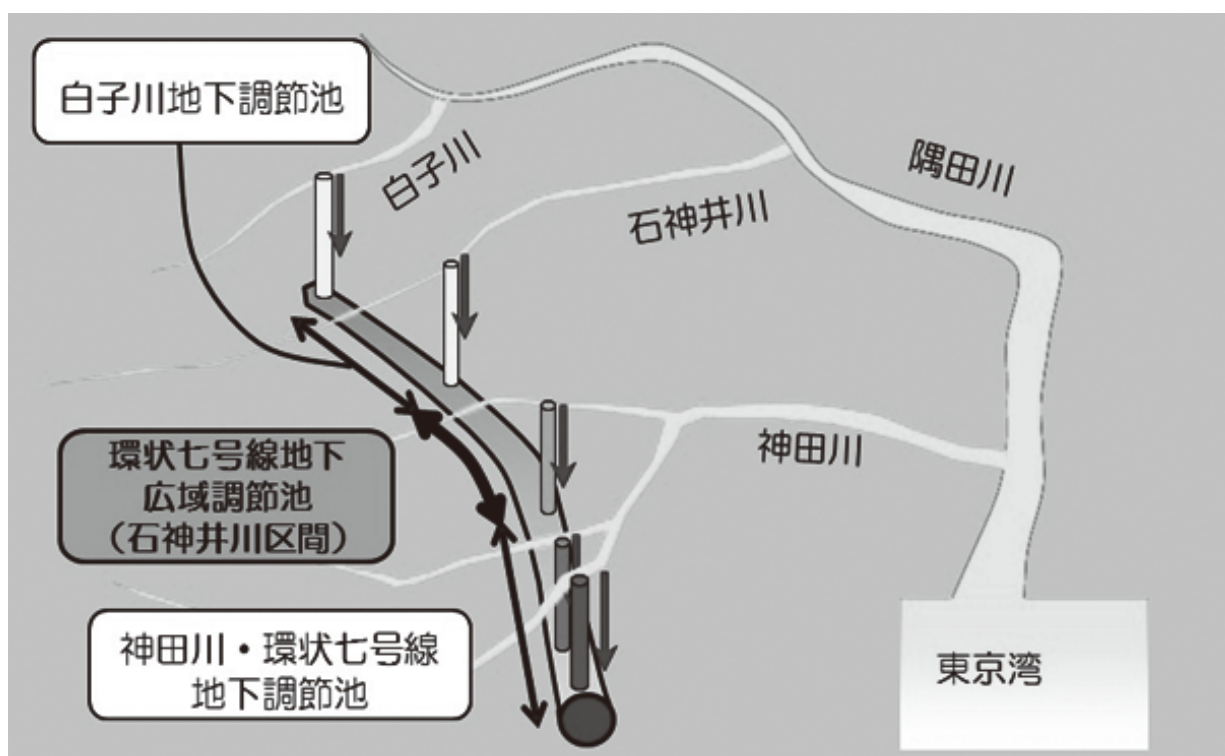 白子川地下調節池
白子川
石神井川
隅田川
環状七号線地下
広域調節池
（石神井川区間）
神田川
神田川・環状七号線
地下調節池
東京湾